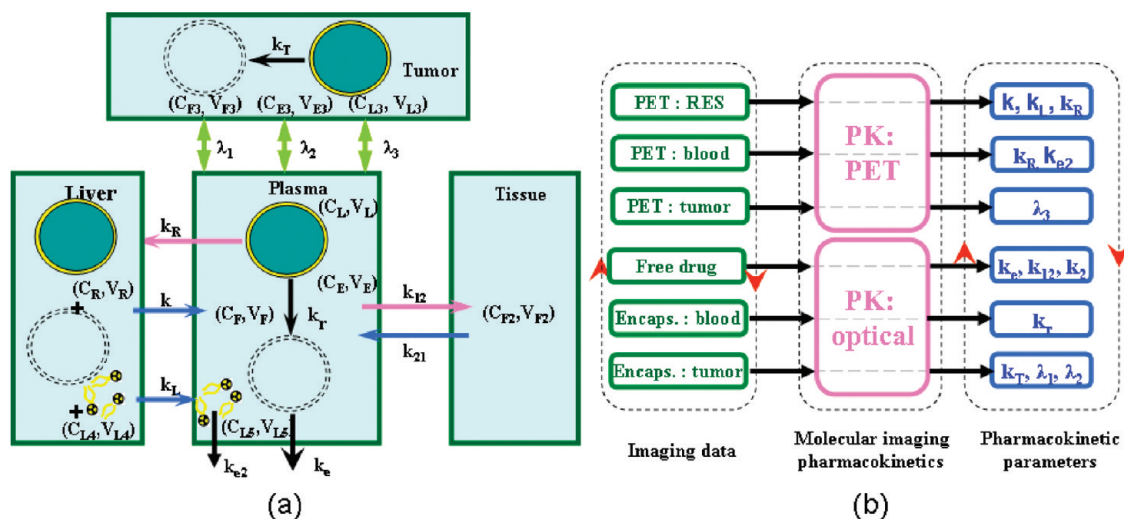 k_T
Tumor
(C_F3, V_F3) (C_E3, V_E3) (C_L3, V_L3)
λ_1 λ_2 λ_3
Liver
Plasma
Tissue
(C_L, V_L)
k_R
(C_R, V_R)
(C_E, V_E)
+
k
(C_F, V_F)
k_12
(C_F2, V_F2)
k_r
k_21
k_L
+
(C_L4, V_L4)
(C_L5, V_L5)
k_e2
k_e
(a)
PET : RES
PET : blood
PET : tumor
Free drug
Encaps. : blood
Encaps. : tumor
PK:
PET
PK:
optical
k, k_L, k_R
k_R, k_e2
λ_3
k_e, k_12, k_2
k_r
k_T, λ_1, λ_2
Imaging data
Molecular imaging
pharmacokinetics
Pharmacokinetic
parameters
(b)